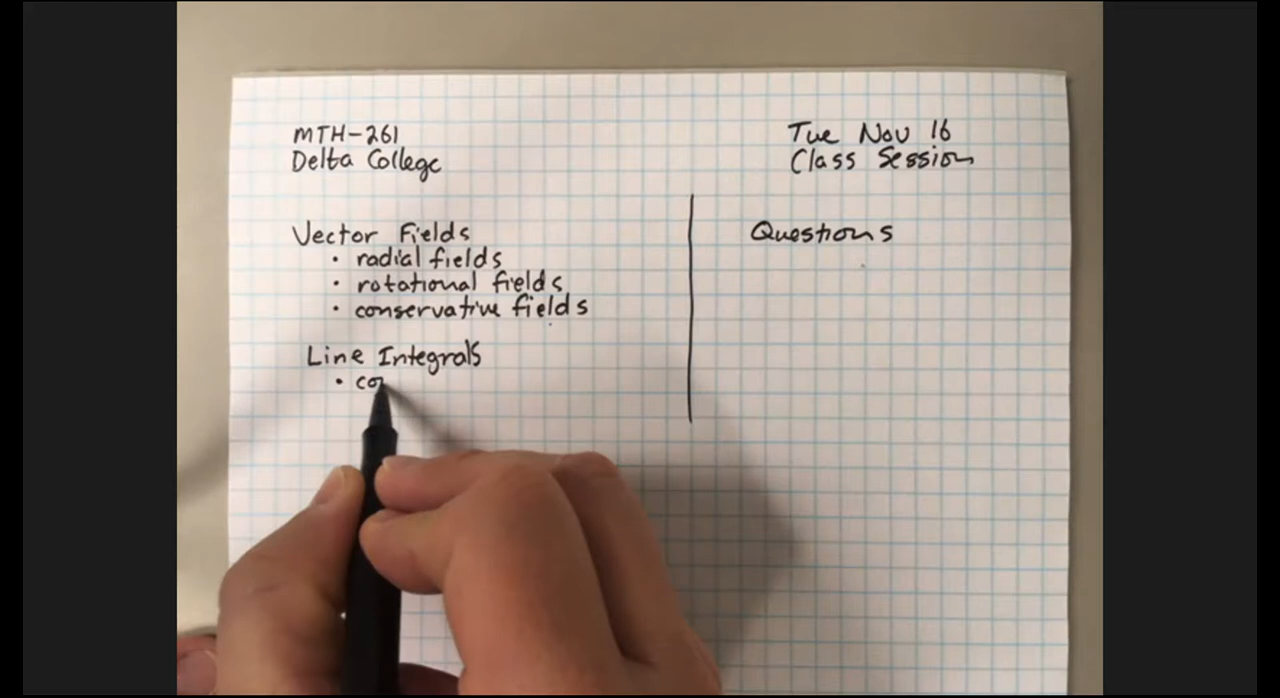 MTH-261
Delta College
Tue Nov 16
Class Session
Vector Fields
• radial fields
• rotational fields
• conservative fields
Line Integrals
• co
Questions